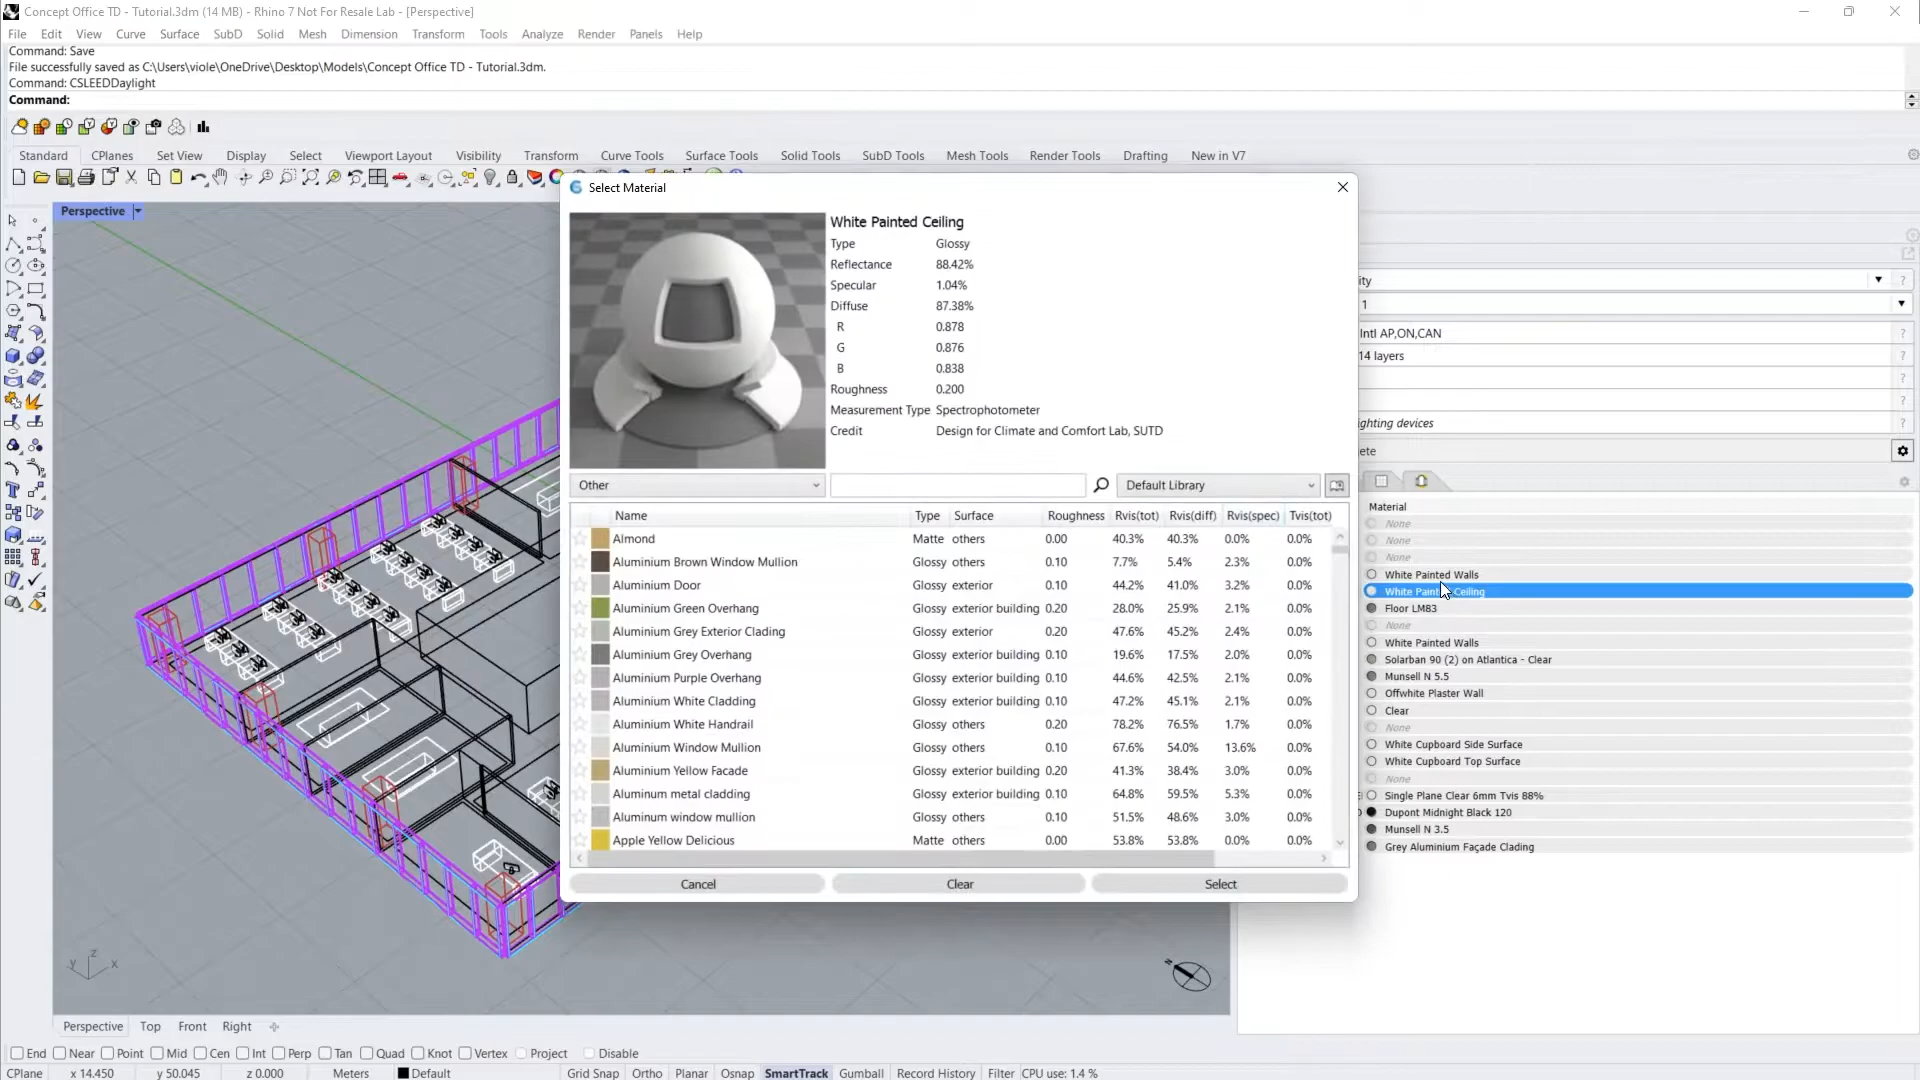 Concept Office TD - Tutorial.3dm (14 MB) - Rhino 7 Not For Resale Lab - [Perspective]
File Edit View Curve Surface SubD Solid Mesh Dimension Transform Tools Analyze Render Panels Help
Command: Save
File successfully saved as C:\Users\viole\OneDrive\Desktop\Models\Concept Office TD - Tutorial.3dm.
Command: CSLEEDDaylight
Command:
Standard CPlanes Set View Display Select Viewport Layout Visibility Transform Curve Tools Surface Tools Solid Tools SubD Tools Mesh Tools Render Tools Drafting New in V7
Perspective
Select Material
White Painted Ceiling
Type Glossy
Reflectance 88.42%
Specular 1.04%
Diffuse 87.38%
R 0.878
G 0.876
B 0.838
Roughness 0.200
Measurement Type Spectrophotometer
Credit Design for Climate and Comfort Lab, SUTD
Other Default Library
Name Type Surface Roughness Rvis(tot) Rvis(diff) Rvis(spec) Tvis(tot)
Almond Matte others 0.00 40.3% 40.3% 0.0% 0.0%
Aluminium Brown Window Mullion Glossy others 0.10 7.7% 5.4% 2.3% 0.0%
Aluminium Door Glossy exterior 0.10 44.2% 41.0% 3.2% 0.0%
Aluminium Green Overhang Glossy exterior building 0.20 28.0% 25.9% 2.1% 0.0%
Aluminium Grey Exterior Clading Glossy exterior 0.20 47.6% 45.2% 2.4% 0.0%
Aluminium Grey Overhang Glossy exterior building 0.10 19.6% 17.5% 2.0% 0.0%
Aluminium Purple Overhang Glossy exterior building 0.10 44.6% 42.5% 2.1% 0.0%
Aluminium White Cladding Glossy exterior building 0.10 47.2% 45.1% 2.1% 0.0%
Aluminium White Handrail Glossy others 0.20 78.2% 76.5% 1.7% 0.0%
Aluminium Window Mullion Glossy others 0.10 67.6% 54.0% 13.6% 0.0%
Aluminium Yellow Facade Glossy exterior building 0.20 41.3% 38.4% 3.0% 0.0%
Aluminum metal cladding Glossy exterior building 0.10 64.8% 59.5% 5.3% 0.0%
Aluminum window mullion Glossy others 0.10 51.5% 48.6% 3.0% 0.0%
Apple Yellow Delicious Matte others 0.00 53.8% 53.8% 0.0% 0.0%
Cancel Clear Select
ity ?
1
Intl AP,ON,CAN ?
14 layers ?
?
?
ghting devices ?
ete
Material
None
None
None
White Painted Walls
White Painted Ceiling
Floor LM83
None
White Painted Walls
Solarban 90 (2) on Atlantica - Clear
Munsell N 5.5
Offwhite Plaster Wall
Clear
None
White Cupboard Side Surface
White Cupboard Top Surface
None
Single Plane Clear 6mm Tvis 88%
Dupont Midnight Black 120
Munsell N 3.5
Grey Aluminium Façade Clading
z
y x
N
Perspective Top Front Right
End Near Point Mid Cen Int Perp Tan Quad Knot Vertex Project Disable
CPlane x 14.450 y 50.045 z 0.000 Meters Default Grid Snap Ortho Planar Osnap SmartTrack Gumball Record History Filter CPU use: 1.4 %